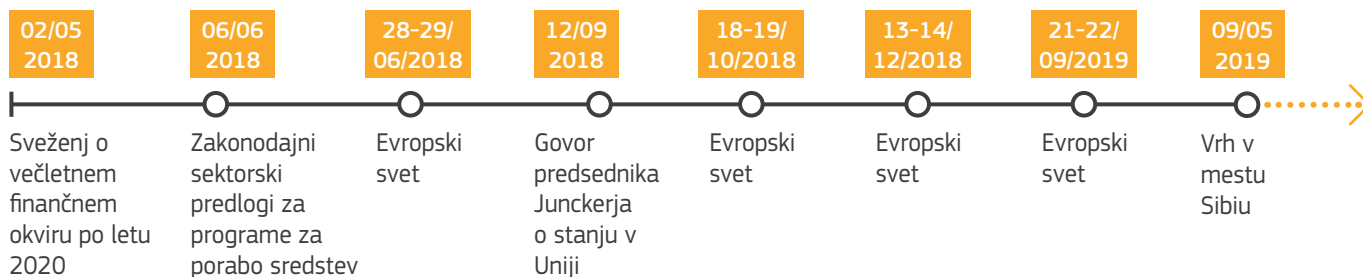 02/05
2018
Sveženj o
večletnem
finančnem
okviru po letu
2020
06/06
2018
Zakonodajni
sektorski
predlogi za
programe za
porabo sredstev
28-29/
06/2018
Evropski
svet
12/09
2018
Govor
predsednika
Junckerja
o stanju v
Uniji
18-19/
10/2018
Evropski
svet
13-14/
12/2018
Evropski
svet
21-22/
09/2019
Evropski
svet
09/05
2019
Vrh v
mestu
Sibiu